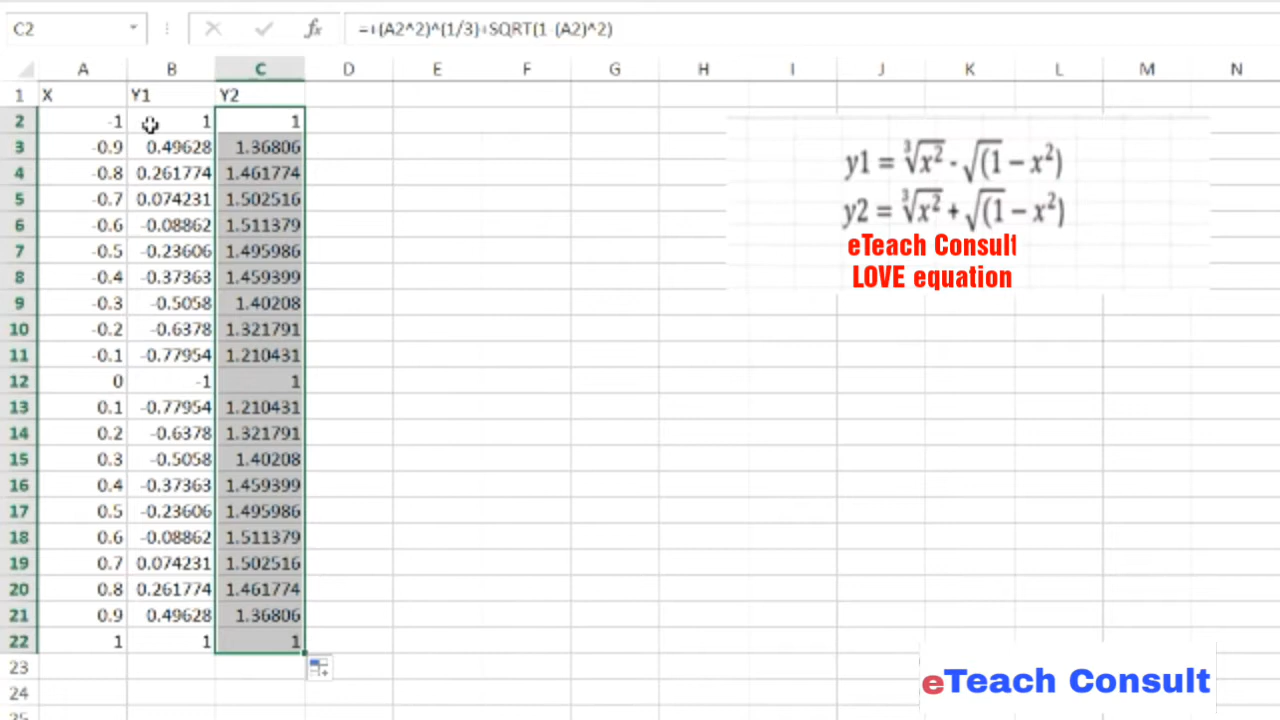 C2 fx =+(A2^2)^(1/3)+SQRT(1-(A2)^2)
A B C D E F G H I J K L M N
1 X Y1 Y2
2 -1 1 1
3 -0.9 0.49628 1.36806
4 -0.8 0.261774 1.461774
5 -0.7 0.074231 1.502516
6 -0.6 -0.08862 1.511379
7 -0.5 -0.23606 1.495986
8 -0.4 -0.37363 1.459399
9 -0.3 -0.5058 1.40208
10 -0.2 -0.6378 1.321791
11 -0.1 -0.77954 1.210431
12 0 -1 1
13 0.1 -0.77954 1.210431
14 0.2 -0.6378 1.321791
15 0.3 -0.5058 1.40208
16 0.4 -0.37363 1.459399
17 0.5 -0.23606 1.495986
18 0.6 -0.08862 1.511379
19 0.7 0.074231 1.502516
20 0.8 0.261774 1.461774
21 0.9 0.49628 1.36806
22 1 1 1
23
24
25
y1 = ∛x² - √(1 − x²)
y2 = ∛x² + √(1 − x²)
eTeach Consult
LOVE equation
eTeach Consult